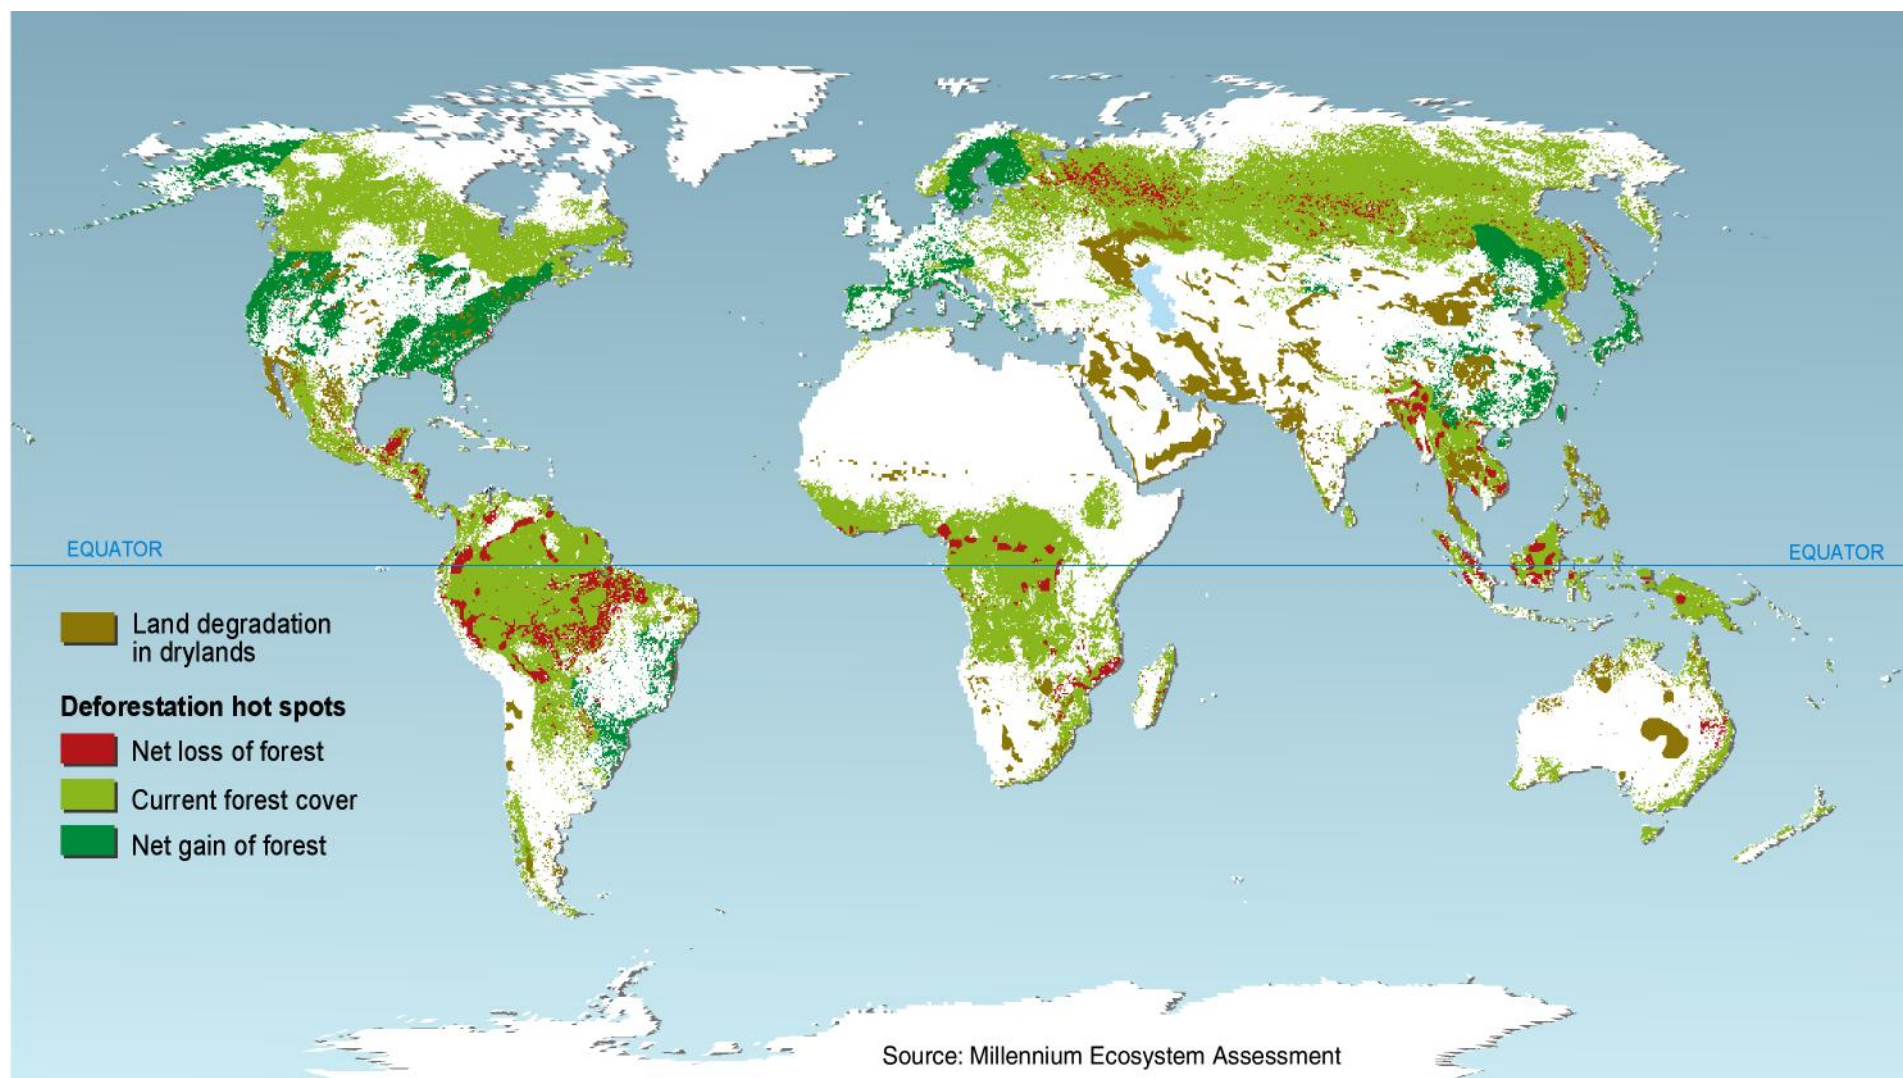 EQUATOR
EQUATOR
Land degradation
in drylands
Deforestation hot spots
Net loss of forest
Current forest cover
Net gain of forest
Source: Millennium Ecosystem Assessment